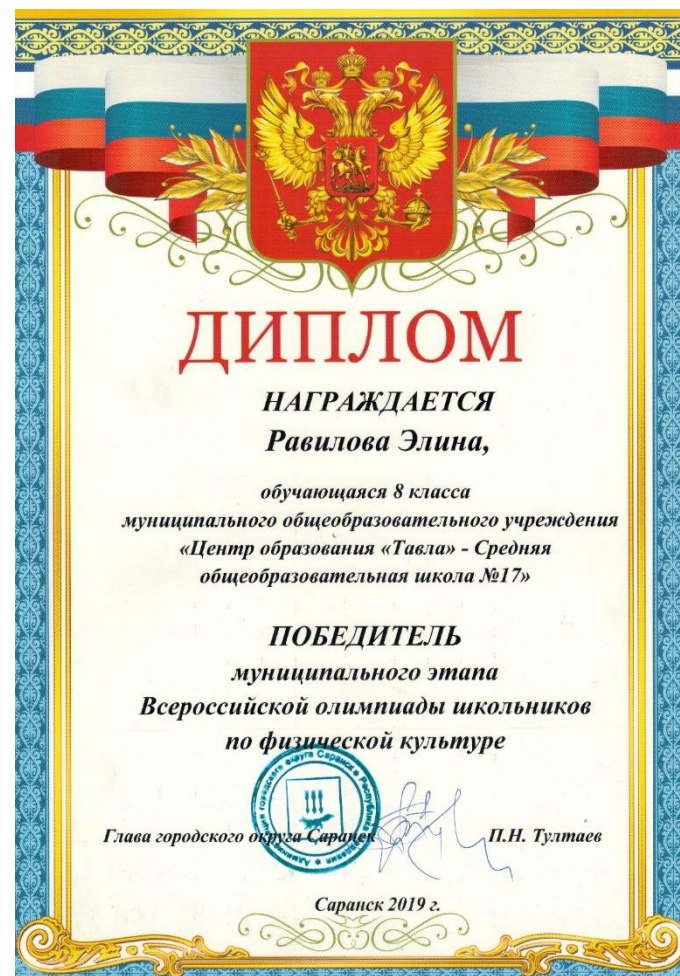 ДИПЛОМ
НАГРАЖДАЕТСЯ
Равилова Элина,
обучающаяся 8 класса
муниципального общеобразовательного учреждения
«Центр образования «Тавла» - Средняя
общеобразовательная школа №17»
ПОБЕДИТЕЛЬ
муниципального этапа
Всероссийской олимпиады школьников
по физической культуре
Глава городского округа Саранск П.Н. Тултаев
Саранск 2019 г.